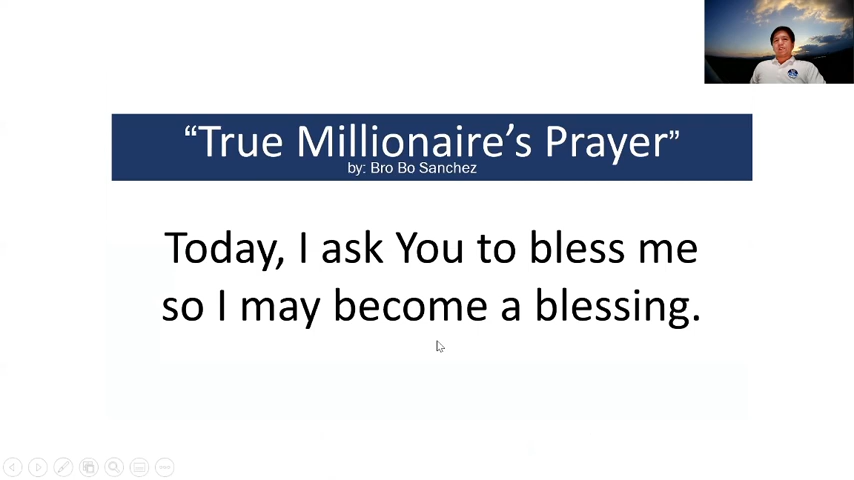 “True Millionaire’s Prayer”
by: Bro Bo Sanchez
Today, I ask You to bless me
so I may become a blessing.